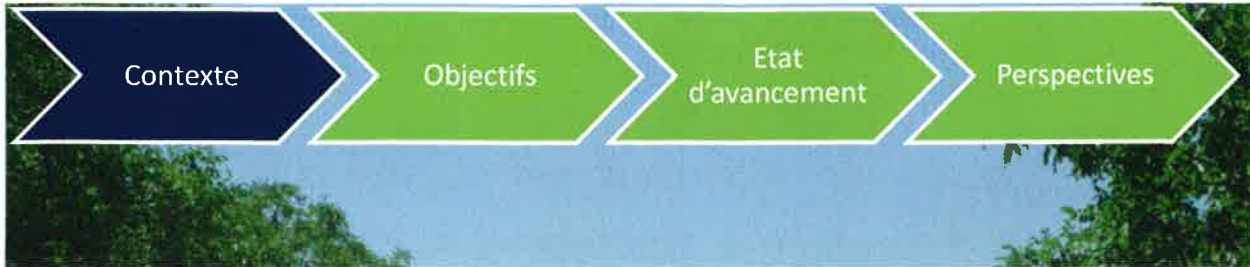 Contexte
Objectifs
Etat
d'avancement
Perspectives